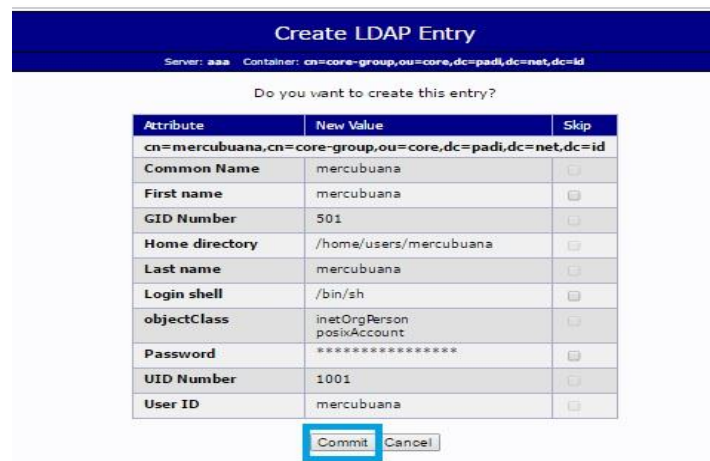 Create LDAP Entry
Server: aaa Container: cn=core-group,ou=core,dc=padi,dc=net,dc=id
Do you want to create this entry?
Attribute New Value Skip
cn=mercubuana,cn=core-group,ou=core,dc=padi,dc=net,dc=id
Common Name mercubuana
First name mercubuana
GID Number 501
Home directory /home/users/mercubuana
Last name mercubuana
Login shell /bin/sh
objectClass inetOrgPerson
posixAccount
Password ****************
UID Number 1001
User ID mercubuana
Commit Cancel